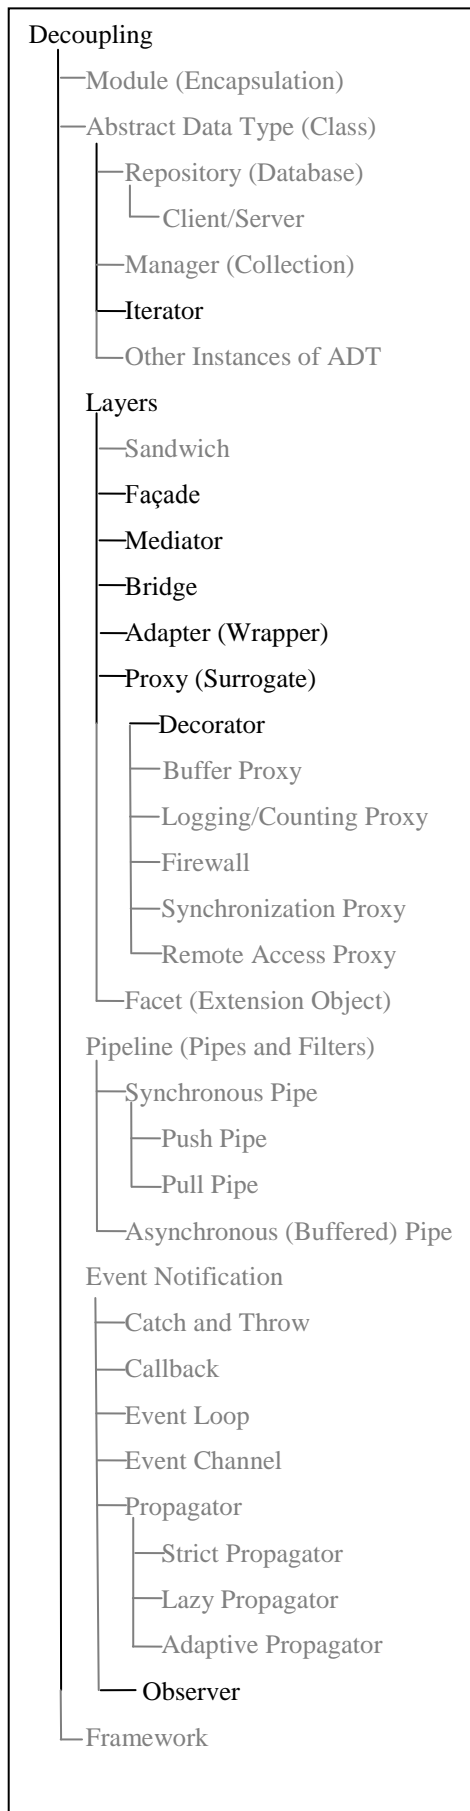 Decoupling
Module (Encapsulation)
Abstract Data Type (Class)
Repository (Database)
Client/Server
Manager (Collection)
Iterator
Other Instances of ADT
Layers
Sandwich
Façade
Mediator
Bridge
Adapter (Wrapper)
Proxy (Surrogate)
Decorator
Buffer Proxy
Logging/Counting Proxy
Firewall
Synchronization Proxy
Remote Access Proxy
Facet (Extension Object)
Pipeline (Pipes and Filters)
Synchronous Pipe
Push Pipe
Pull Pipe
Asynchronous (Buffered) Pipe
Event Notification
Catch and Throw
Callback
Event Loop
Event Channel
Propagator
Strict Propagator
Lazy Propagator
Adaptive Propagator
Observer
Framework